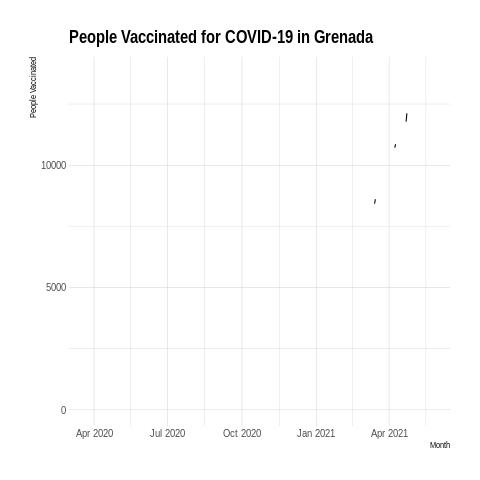 People Vaccinated for COVID-19 in Grenada
People Vaccinated
10000
5000
0
Apr 2020 Jul 2020 Oct 2020 Jan 2021 Apr 2021
Month